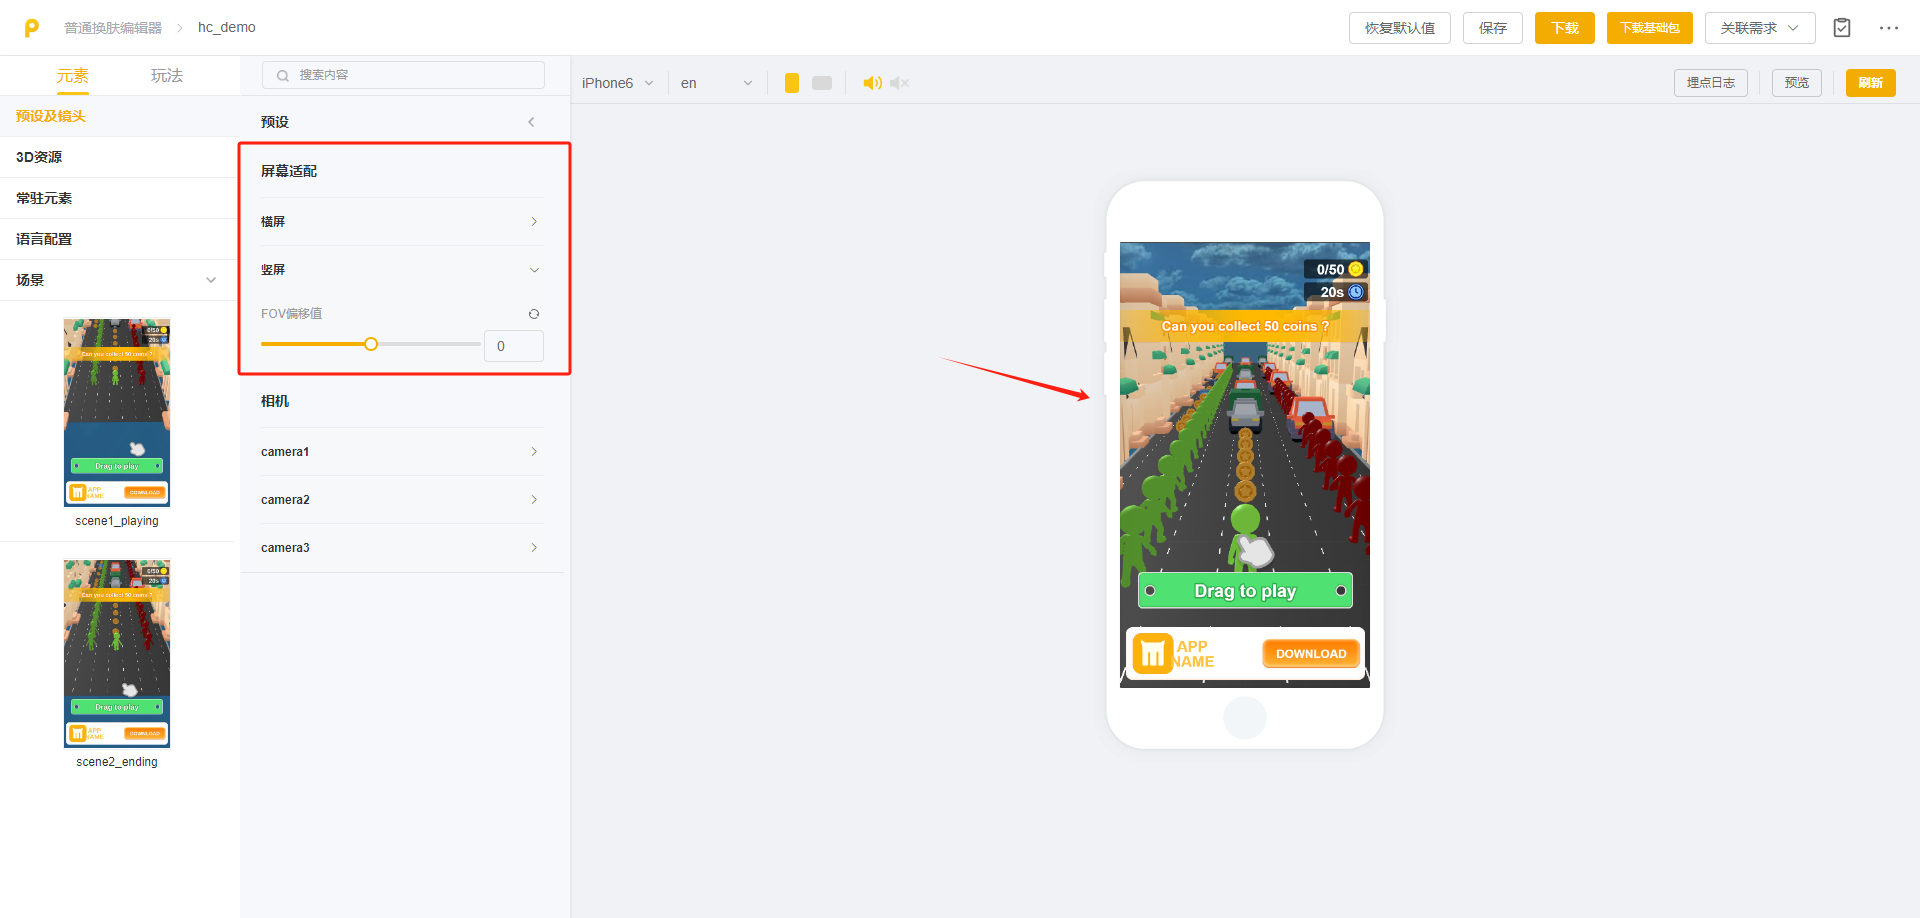 普通换肤编辑器 > hc_demo
恢复默认值 保存 下载 下载基础包 关联需求
元素 玩法
搜索内容
iPhone6 en
埋点日志 预览 刷新
预设及镜头
3D资源
常驻元素
语言配置
场景
0/50
20s
Can you collect 50 coins ?
Drag to play
APP
NAME
DOWNLOAD
scene1_playing
0/50
20s
Can you collect 50 coins ?
Drag to play
APP
NAME
DOWNLOAD
scene2_ending
预设
屏幕适配
横屏
竖屏
FOV偏移值
0
相机
camera1
camera2
camera3
0/50
20s
Can you collect 50 coins ?
Drag to play
APP
NAME
DOWNLOAD